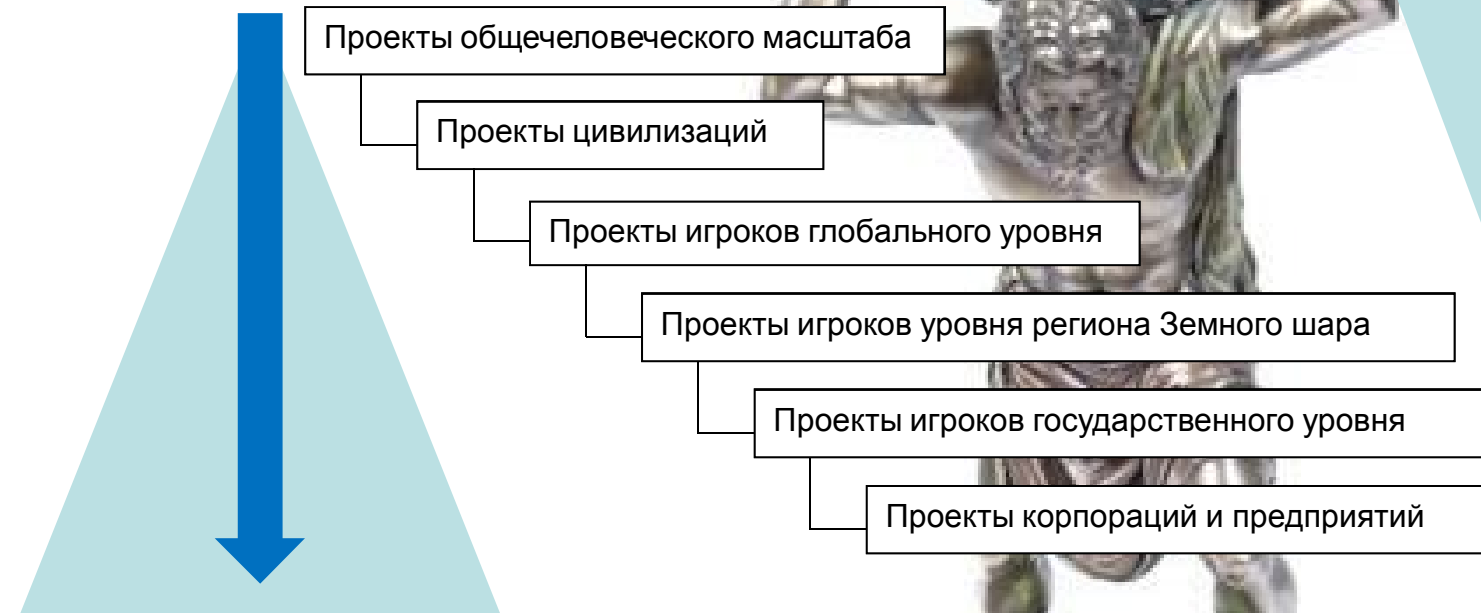 Проекты общечеловеческого масштаба
Проекты цивилизаций
Проекты игроков глобального уровня
Проекты игроков уровня региона Земного шара
Проекты игроков государственного уровня
Проекты корпораций и предприятий